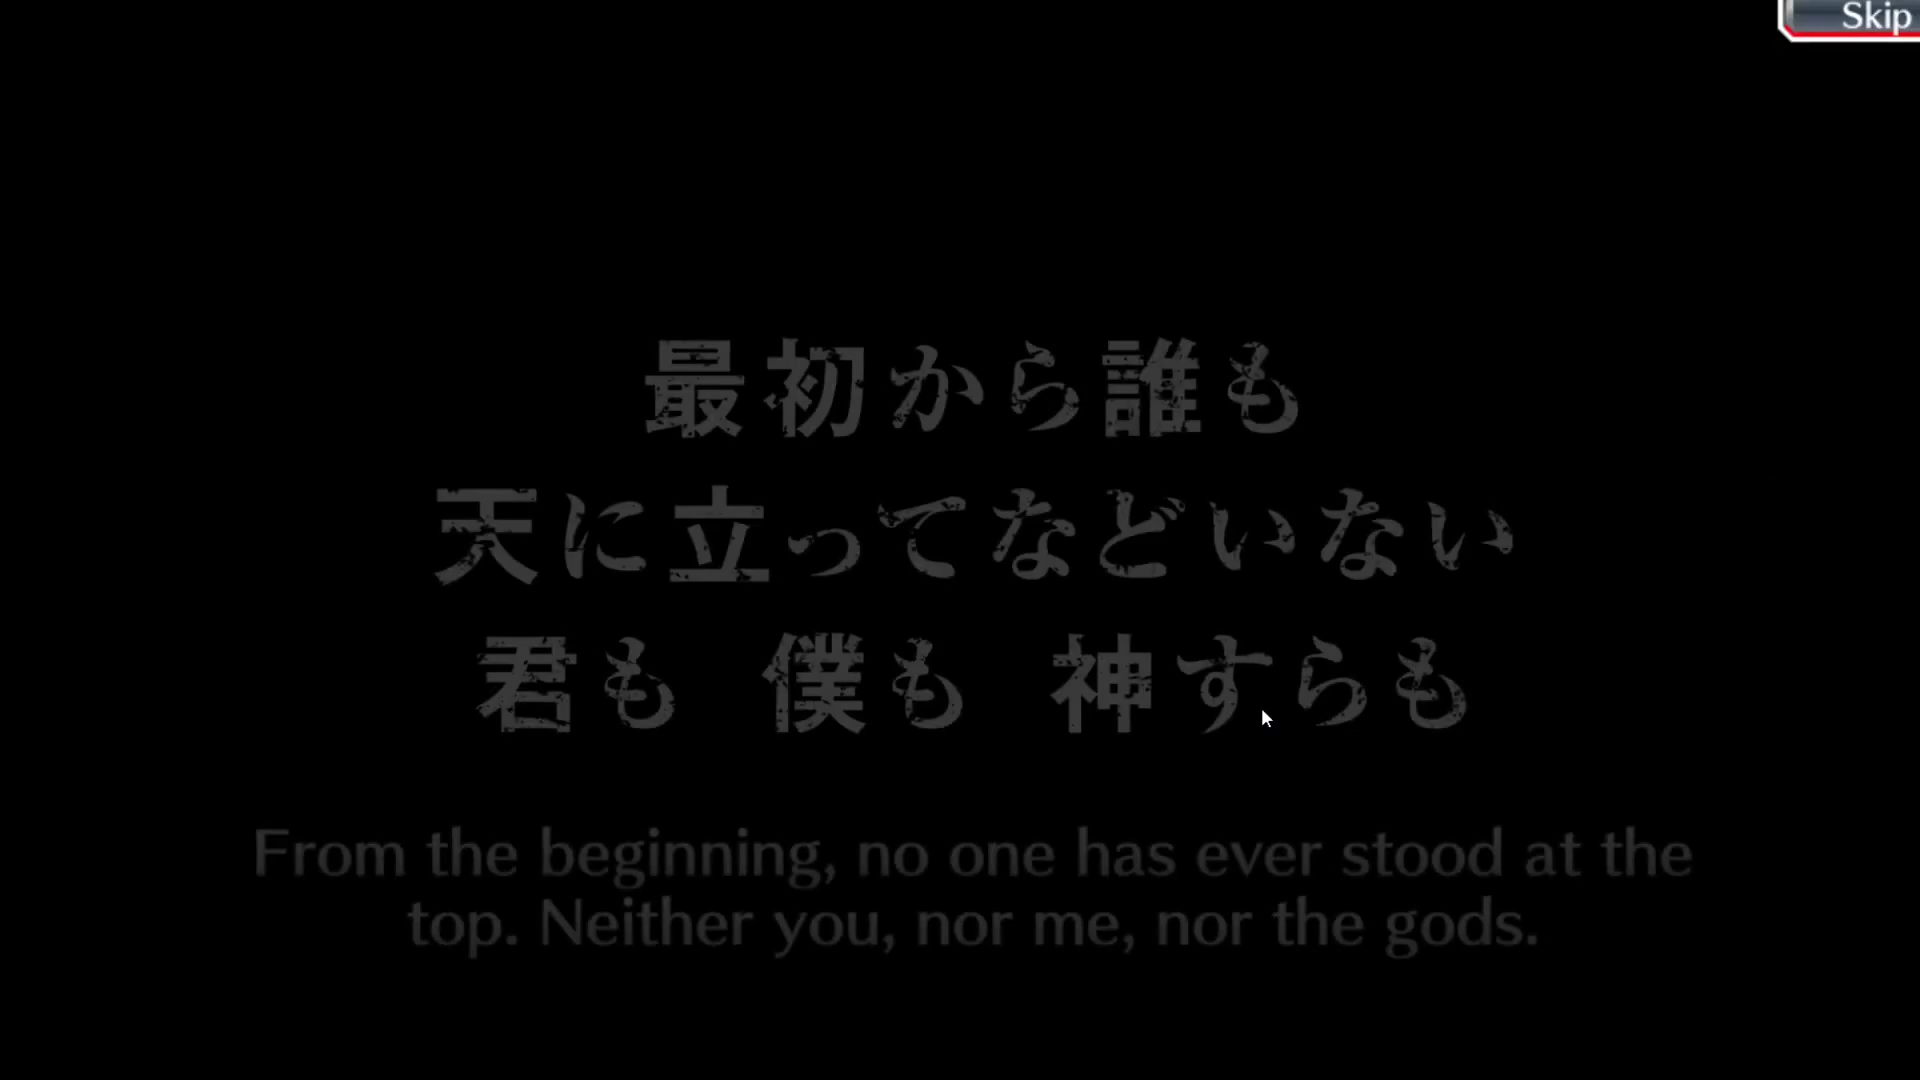 Skip
最初から誰も
天に立ってなどいない
君も 僕も 神すらも
From the beginning, no one has ever stood at the
top. Neither you, nor me, nor the gods.